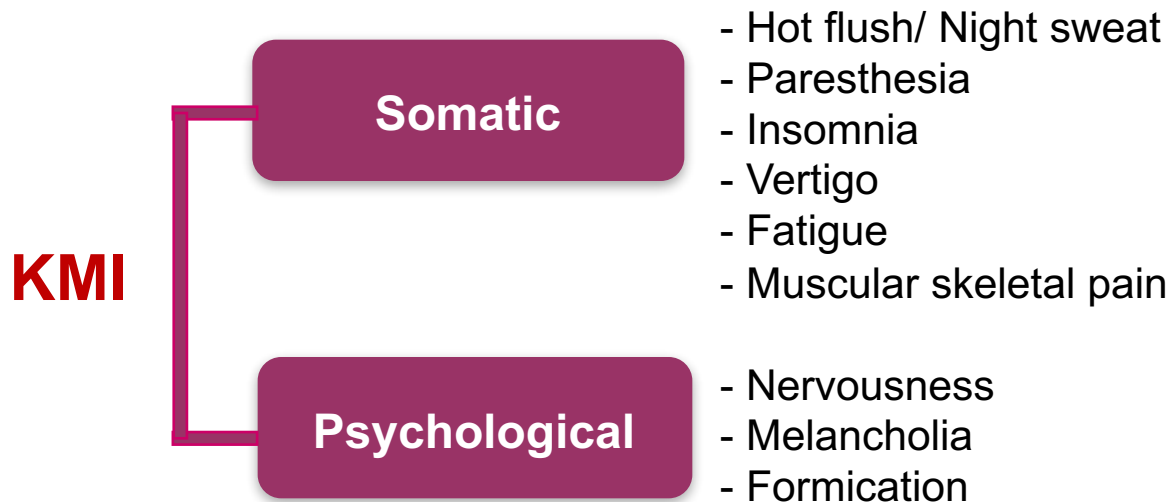 KMI
Somatic
- Hot flush/ Night sweat
- Paresthesia
- Insomnia
- Vertigo
- Fatigue
- Muscular skeletal pain
Psychological
- Nervousness
- Melancholia
- Formication